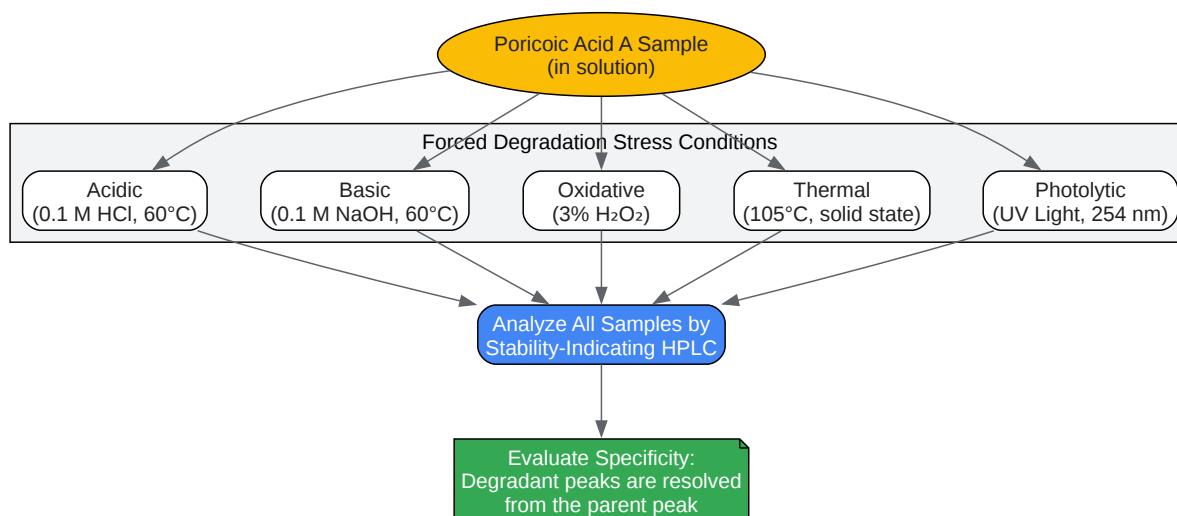 Poricoic Acid A Sample
(in solution)
Forced Degradation Stress Conditions
Acidic
(0.1 M HCl, 60°C)
Basic
(0.1 M NaOH, 60°C)
Oxidative
(3% H₂O₂)
Thermal
(105°C, solid state)
Photolytic
(UV Light, 254 nm)
Analyze All Samples by
Stability-Indicating HPLC
Evaluate Specificity:
Degradant peaks are resolved
from the parent peak